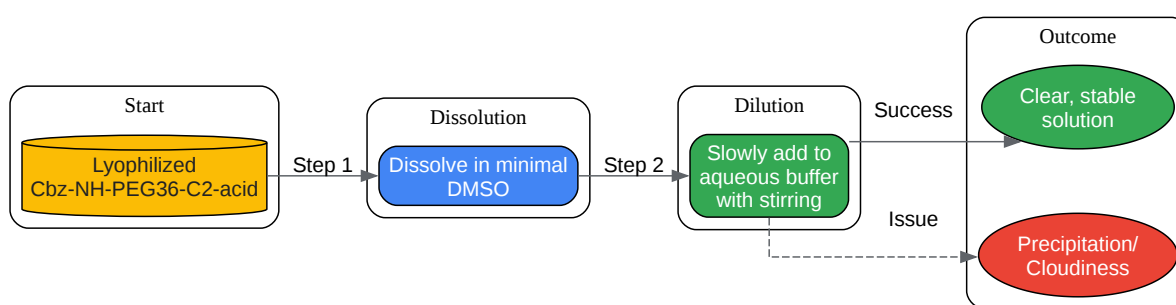 Start
Lyophilized
Cbz-NH-PEG36-C2-acid
Step 1
Dissolution
Dissolve in minimal
DMSO
Step 2
Dilution
Slowly add to
aqueous buffer
with stirring
Success
Issue
Outcome
Clear, stable
solution
Precipitation/
Cloudiness